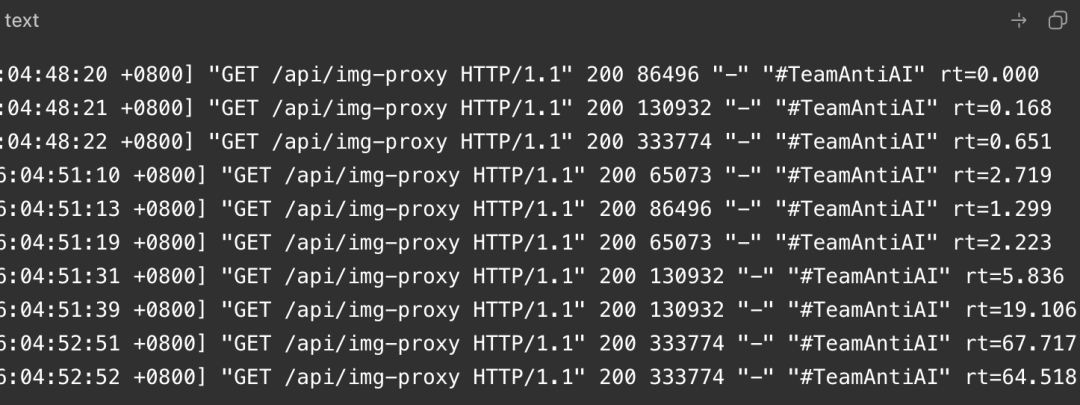 text
:04:48:20 +0800] "GET /api/img-proxy HTTP/1.1" 200 86496 "-" "#TeamAntiAI" rt=0.000
:04:48:21 +0800] "GET /api/img-proxy HTTP/1.1" 200 130932 "-" "#TeamAntiAI" rt=0.168
:04:48:22 +0800] "GET /api/img-proxy HTTP/1.1" 200 333774 "-" "#TeamAntiAI" rt=0.651
6:04:51:10 +0800] "GET /api/img-proxy HTTP/1.1" 200 65073 "-" "#TeamAntiAI" rt=2.719
6:04:51:13 +0800] "GET /api/img-proxy HTTP/1.1" 200 86496 "-" "#TeamAntiAI" rt=1.299
6:04:51:19 +0800] "GET /api/img-proxy HTTP/1.1" 200 65073 "-" "#TeamAntiAI" rt=2.223
6:04:51:31 +0800] "GET /api/img-proxy HTTP/1.1" 200 130932 "-" "#TeamAntiAI" rt=5.836
6:04:51:39 +0800] "GET /api/img-proxy HTTP/1.1" 200 130932 "-" "#TeamAntiAI" rt=19.106
6:04:52:51 +0800] "GET /api/img-proxy HTTP/1.1" 200 333774 "-" "#TeamAntiAI" rt=67.717
6:04:52:52 +0800] "GET /api/img-proxy HTTP/1.1" 200 333774 "-" "#TeamAntiAI" rt=64.518